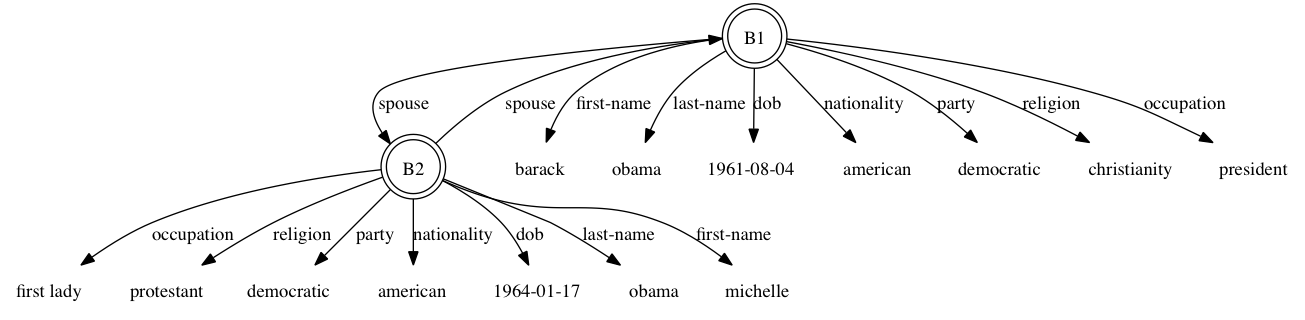 B1
spouse spouse first-name last-name dob nationality party religion occupation
B2 barack obama 1961-08-04 american democratic christianity president
occupation religion party nationality dob last-name first-name
first lady protestant democratic american 1964-01-17 obama michelle